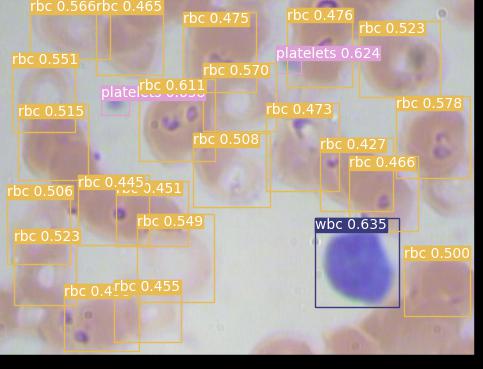 rbc 0.566
rbc 0.465
rbc 0.475
rbc 0.476
rbc 0.523
platelets 0.624
rbc 0.551
rbc 0.570
rbc 0.611
platelets
rbc 0.578
rbc 0.515
rbc 0.473
rbc 0.508
rbc 0.427
rbc 0.466
rbc 0.445
0.451
rbc 0.506
rbc 0.549
wbc 0.635
rbc 0.523
rbc 0.500
rbc
rbc 0.455